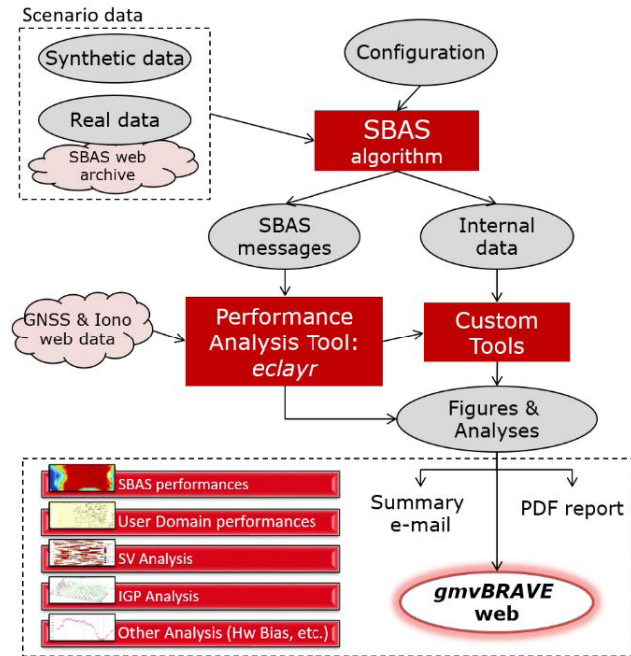 Scenario data
Synthetic data
Real data
SBAS web
archive
Configuration
SBAS
algorithm
SBAS
messages
Internal
data
GNSS & Iono
web data
Performance
Analysis Tool:
eclayr
Custom
Tools
Figures &
Analyses
SBAS performances
User Domain performances
SV Analysis
IGP Analysis
Other Analysis (Hw Bias, etc.)
Summary
e-mail
PDF report
gmvBRAVE
web